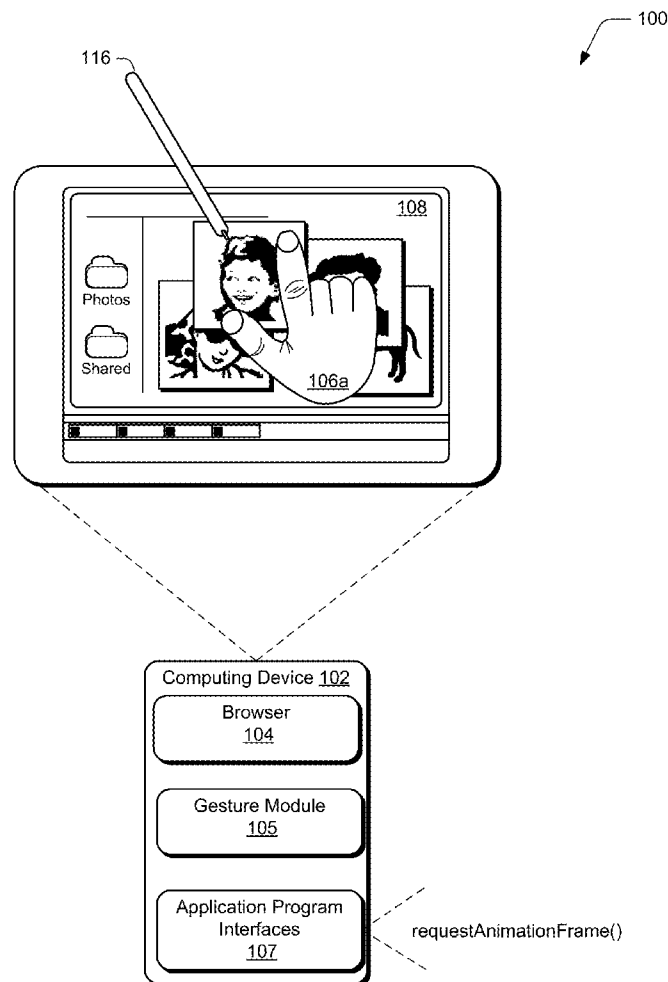 100
116
108
Photos
Shared
106a
Computing Device 102
Browser
104
Gesture Module
105
Application Program
Interfaces
107
requestAnimationFrame()